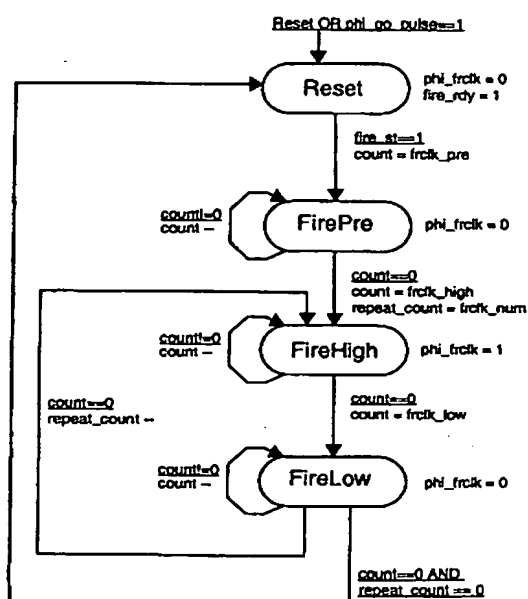 Reset OR phi_go_pulse==1
Reset
phi_frclk = 0
fire_rdy = 1
fire_st==1
count = frclk_pre
count!=0
count --
FirePre
phi_frclk = 0
count==0
count = frclk_high
repeat_count = frclk_num
count!=0
count --
FireHigh
phi_frclk = 1
count==0
repeat_count --
count==0
count = frclk_low
count!=0
count --
FireLow
phi_frclk = 0
count==0 AND
repeat_count == 0